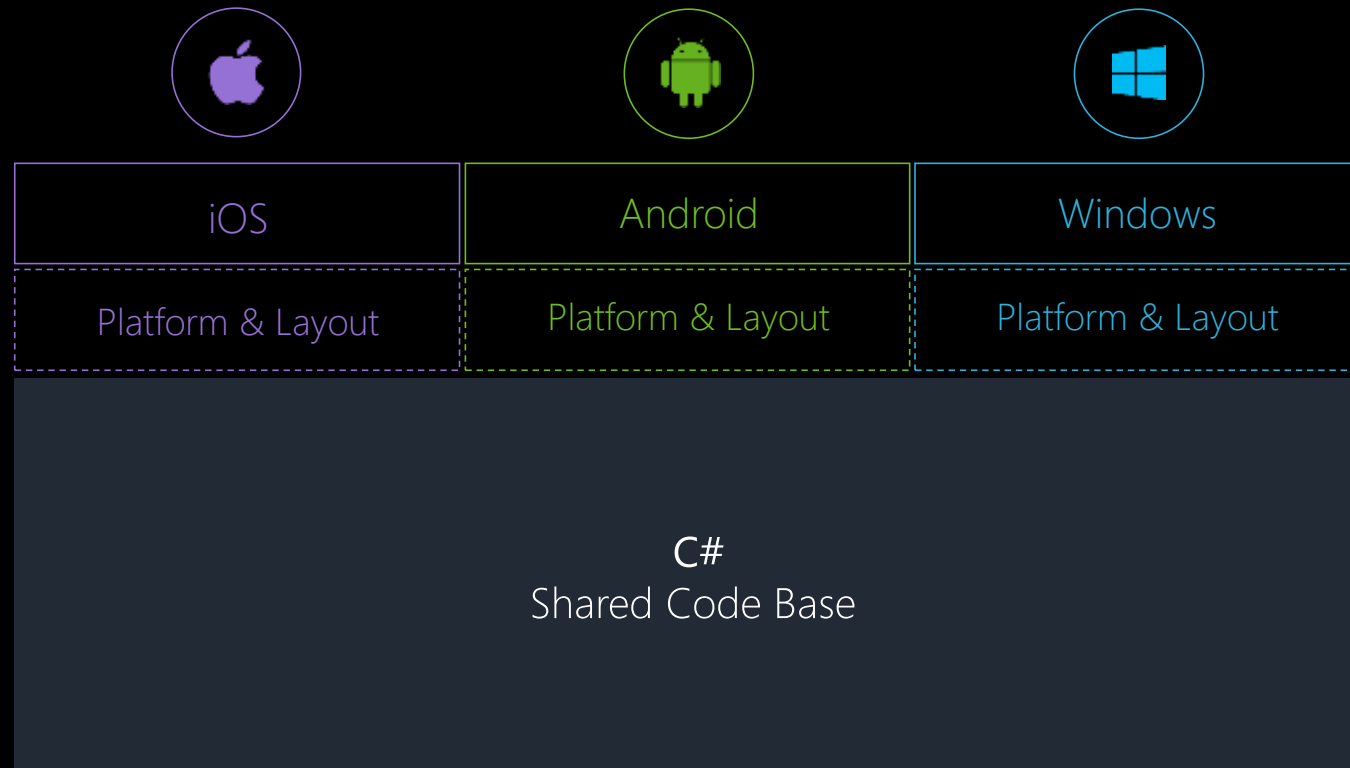 iOS
Android
Windows
Platform & Layout
Platform & Layout
Platform & Layout
C#
Shared Code Base